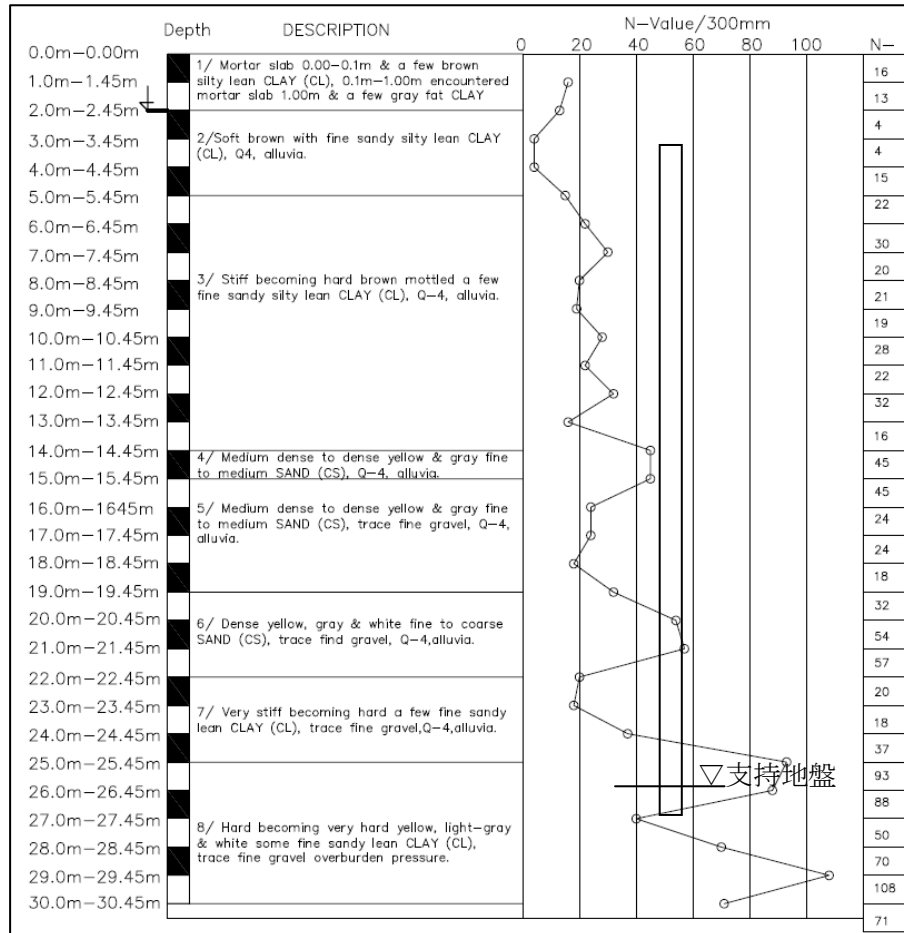 Depth DESCRIPTION N-Value/300mm
0 20 40 60 80 100 N-
0.0m-0.00m
1.0m-1.45m
2.0m-2.45m
3.0m-3.45m
4.0m-4.45m
5.0m-5.45m
6.0m-6.45m
7.0m-7.45m
8.0m-8.45m
9.0m-9.45m
10.0m-10.45m
11.0m-11.45m
12.0m-12.45m
13.0m-13.45m
14.0m-14.45m
15.0m-15.45m
16.0m-1645m
17.0m-17.45m
18.0m-18.45m
19.0m-19.45m
20.0m-20.45m
21.0m-21.45m
22.0m-22.45m
23.0m-23.45m
24.0m-24.45m
25.0m-25.45m
26.0m-26.45m
27.0m-27.45m
28.0m-28.45m
29.0m-29.45m
30.0m-30.45m
1/ Mortar slab 0.00-0.1m & a few brown
silty lean CLAY (CL), 0.1m-1.00m encountered
mortar slab 1.00m & a few gray fat CLAY
2/Soft brown with fine sandy silty lean CLAY
(CL), Q4, alluvia.
3/ Stiff becoming hard brown mottled a few
fine sandy silty lean CLAY (CL), Q-4, alluvia.
4/ Medium dense to dense yellow & gray fine
to medium SAND (CS), Q-4, alluvia.
5/ Medium dense to dense yellow & gray fine
to medium SAND (CS), trace fine gravel, Q-4,
alluvia.
6/ Dense yellow, gray & white fine to coarse
SAND (CS), trace find gravel, Q-4,alluvia.
7/ Very stiff becoming hard a few fine sandy
lean CLAY (CL), trace fine gravel,Q-4,alluvia.
8/ Hard becoming very hard yellow, light-gray
& white some fine sandy lean CLAY (CL),
trace fine gravel overburden pressure.
支持地盤
16
13
4
4
15
22
30
20
21
19
28
22
32
16
45
45
24
24
18
32
54
57
20
18
37
93
88
50
70
108
71